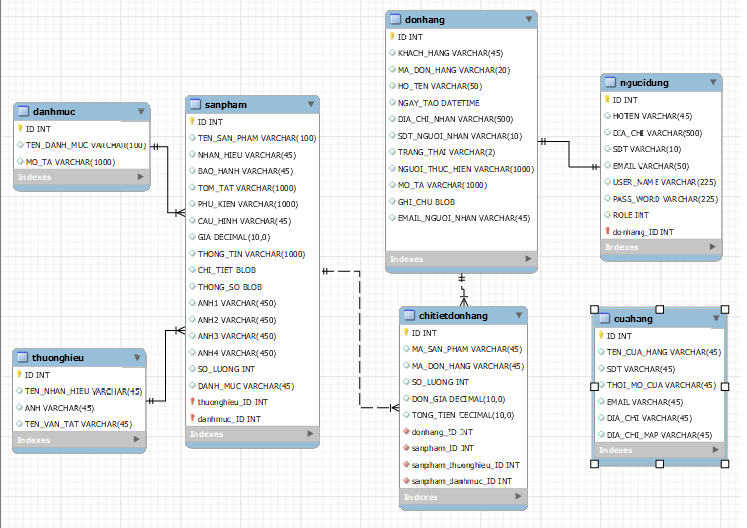 danhmuc
ID INT
TEN_DANH_MUC VARCHAR(100)
MO_TA VARCHAR(1000)
Indexes
thuonghieu
ID INT
TEN_NHAN_HIEU VARCHAR(45)
ANH VARCHAR(45)
TEN_VAN_TAT VARCHAR(45)
Indexes
sanpham
ID INT
TEN_SAN_PHAM VARCHAR(100)
NHAN_HIEU VARCHAR(45)
BAO_HANH VARCHAR(45)
TOM_TAT VARCHAR(1000)
PHU_KIEN VARCHAR(1000)
CAU_HINH VARCHAR(45)
GIA DECIMAL(10,0)
THONG_TIN VARCHAR(1000)
CHI_TIET BLOB
THONG_SO BLOB
ANH1 VARCHAR(450)
ANH2 VARCHAR(450)
ANH3 VARCHAR(450)
ANH4 VARCHAR(450)
SO_LUONG INT
DANH_MUC VARCHAR(45)
thuonghieu_ID INT
danhmuc_ID INT
Indexes
donhang
ID INT
KHACH_HANG VARCHAR(45)
MA_DON_HANG VARCHAR(20)
HO_TEN VARCHAR(50)
NGAY_TAO DATETIME
DIA_CHI_NHAN VARCHAR(500)
SDT_NGUOI_NHAN VARCHAR(10)
TRANG_THAI VARCHAR(2)
NGUOI_THUC_HIEN VARCHAR(1000)
MO_TA VARCHAR(1000)
GHI_CHU BLOB
EMAIL_NGUOI_NHAN VARCHAR(45)
Indexes
chitietdonhang
ID INT
MA_SAN_PHAM VARCHAR(45)
MA_DON_HANG VARCHAR(45)
SO_LUONG INT
DON_GIA DECIMAL(10,0)
TONG_TIEN DECIMAL(10,0)
donhang_ID INT
sanpham_ID INT
sanpham_thuonghieu_ID INT
sanpham_danhmuc_ID INT
Indexes
nguoidung
ID INT
HOTEN VARCHAR(45)
DIA_CHI VARCHAR(500)
SDT VARCHAR(10)
EMAIL VARCHAR(50)
USER_NAME VARCHAR(225)
PASS_WORD VARCHAR(225)
ROLE INT
donhang_ID INT
Indexes
cuahang
ID INT
TEN_CUA_HANG VARCHAR(45)
SDT VARCHAR(45)
THOI_MO_CUA VARCHAR(45)
EMAIL VARCHAR(45)
DIA_CHI VARCHAR(45)
DIA_CHI_MAP VARCHAR(45)
Indexes